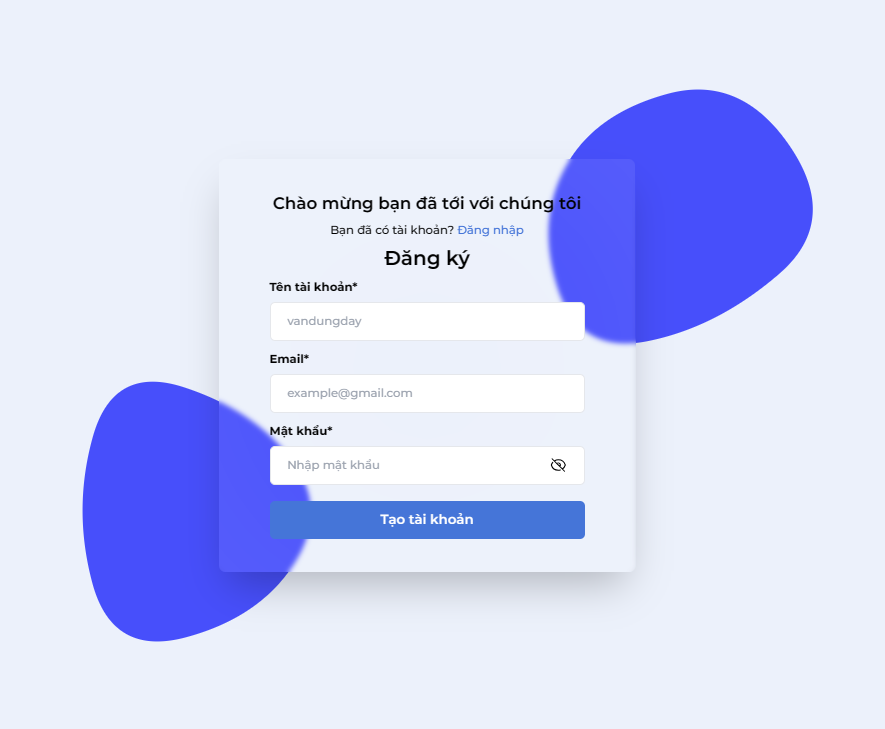 Chào mừng bạn đã tới với chúng tôi
Bạn đã có tài khoản? Đăng nhập
Đăng ký
Tên tài khoản*
vandungday
Email*
example@gmail.com
Mật khẩu*
Nhập mật khẩu
Tạo tài khoản